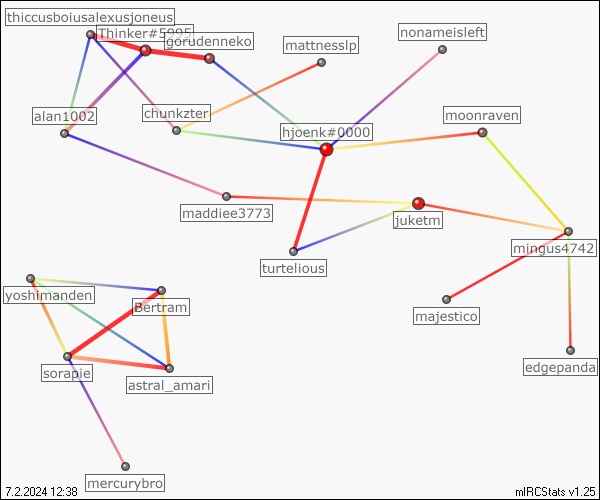 thiccusboiusalexusjoneus
Thinker#5995
gorudenneko
mattnesslp
nonameisleft
alan1002
chunkzter
moonraven
hjoenk#0000
maddiee3773
juketm
mingus4742
turtelious
yoshimanden
Bertram
majestico
sorapie
astral_amari
edgepanda
mercurybro
7.2.2024 12:38
mIRCStats v1.25